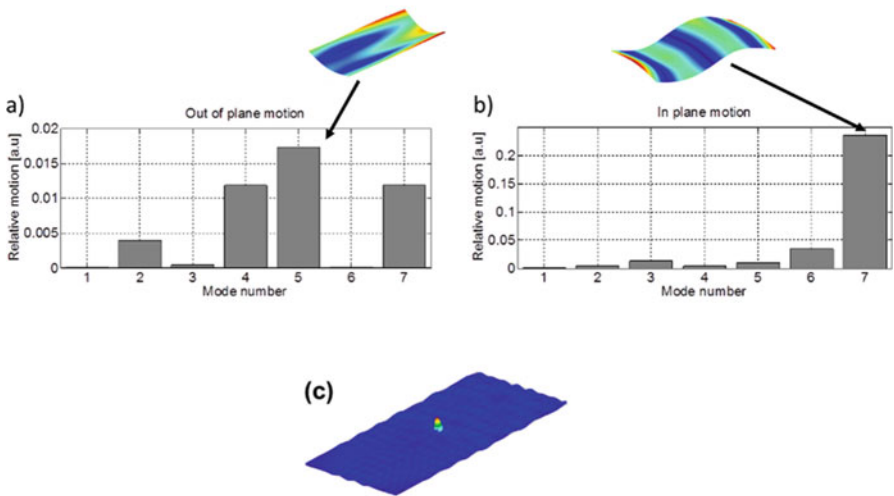 a)
Out of plane motion
Relative motion [a.u]
0.02
0.015
0.01
0.005
0
1 2 3 4 5 6 7
Mode number
b)
In plane motion
Relative motion [a.u]
0.2
0.15
0.1
0.05
0
1 2 3 4 5 6 7
Mode number
(c)